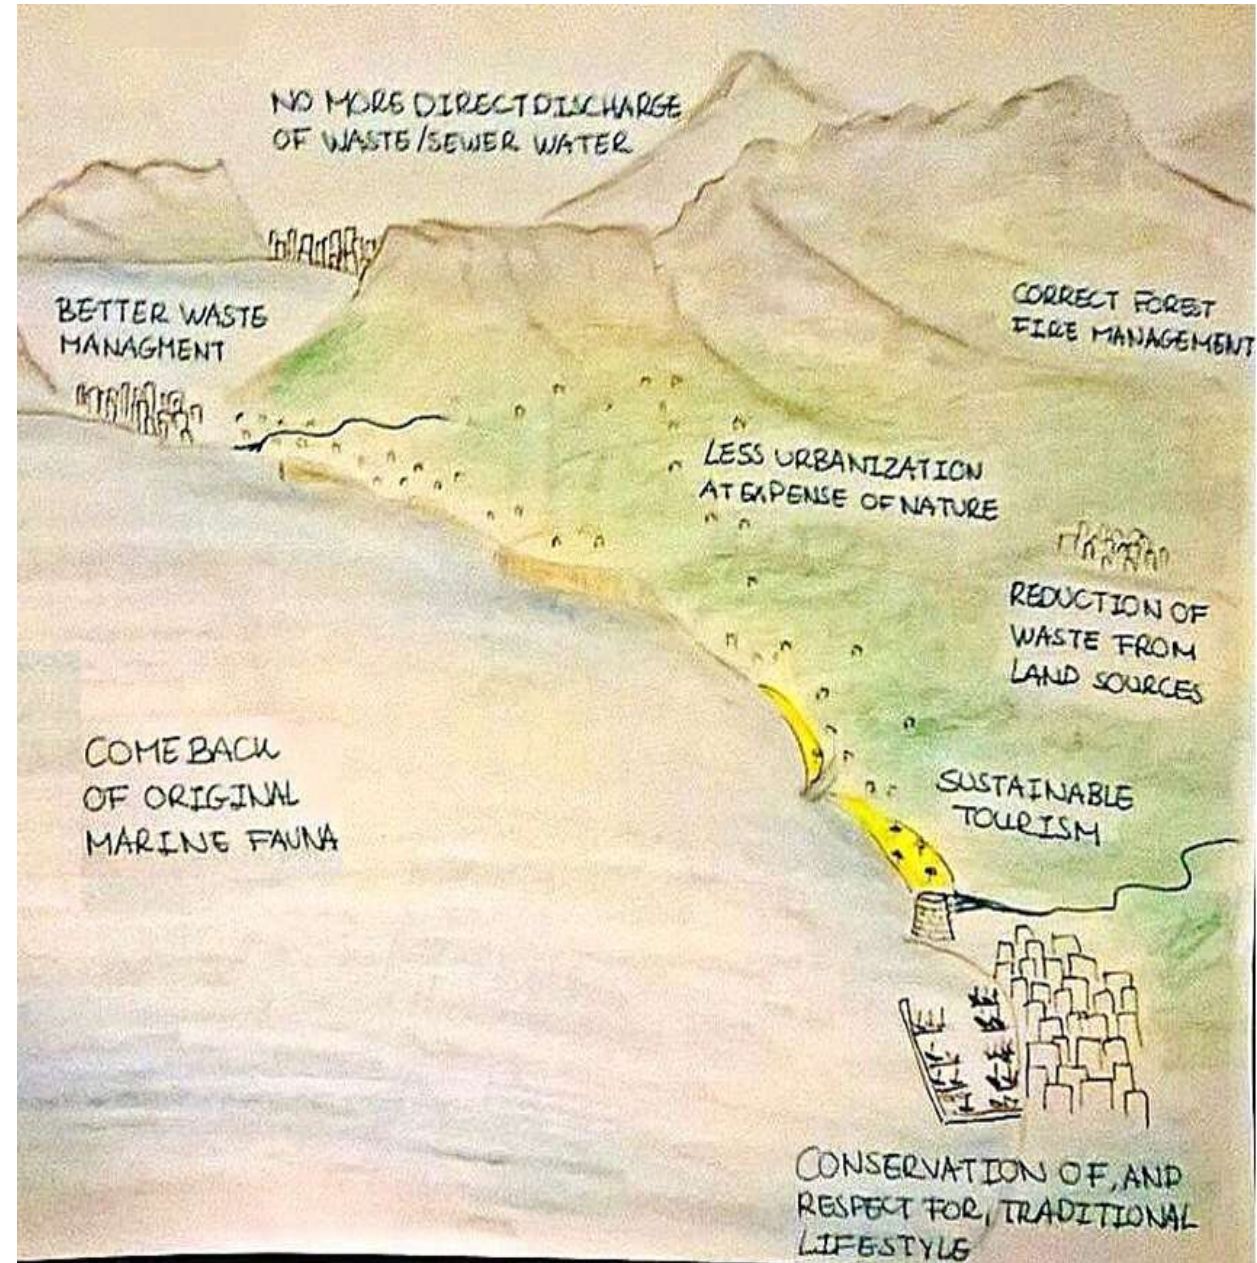 NO MORE DIRECT DISCHARGE
OF WASTE/SEWER WATER
BETTER WASTE
MANAGMENT
CORRECT FOREST
FIRE MANAGEMENT
LESS URBANIZATION
AT EXPENSE OF NATURE
REDUCTION OF
WASTE FROM
LAND SOURCES
COMEBACK
OF ORIGINAL
MARINE FAUNA
SUSTAINABLE
TOURISM
CONSERVATION OF, AND
RESPECT FOR, TRADITIONAL
LIFESTYLE